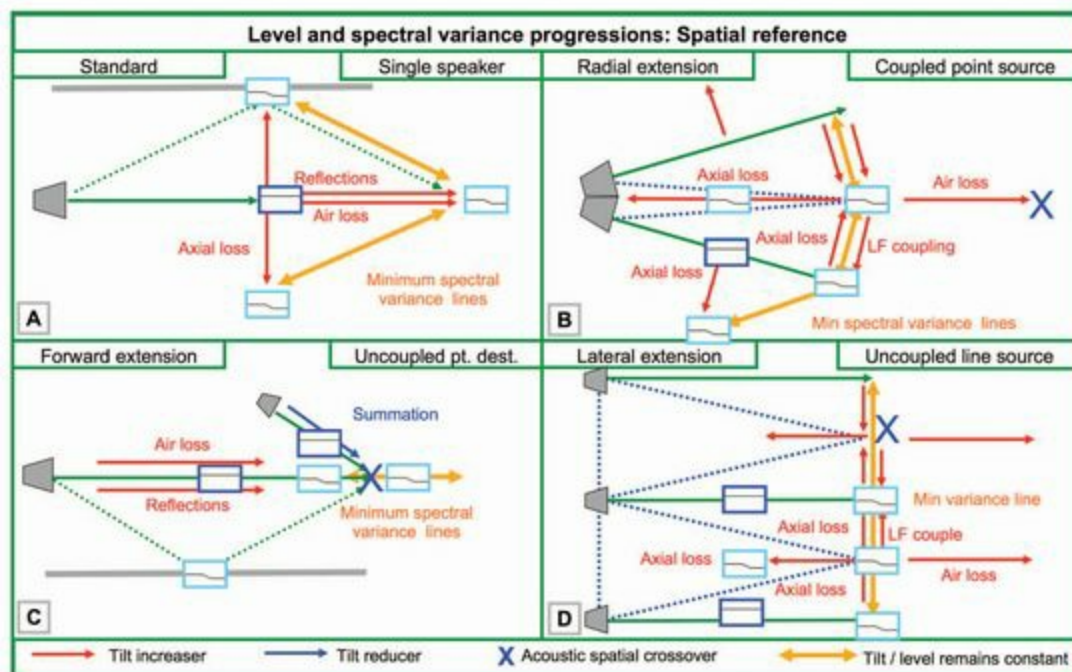 Level and spectral variance progressions: Spatial reference
Standard
Single speaker
Reflections
Air loss
Axial loss
Minimum spectral
variance lines
A
Radial extension
Coupled point source
Axial loss
Air loss
X
Axial loss
LF coupling
Axial loss
Min spectral variance lines
B
Forward extension
Uncoupled pt. dest.
Summation
Air loss
X
Reflections
Minimum spectral
variance lines
C
Lateral extension
Uncoupled line source
X
Min variance line
Axial loss
LF couple
Axial loss
Air loss
Axial loss
D
Tilt increaser
Tilt reducer
X Acoustic spatial crossover
Tilt / level remains constant